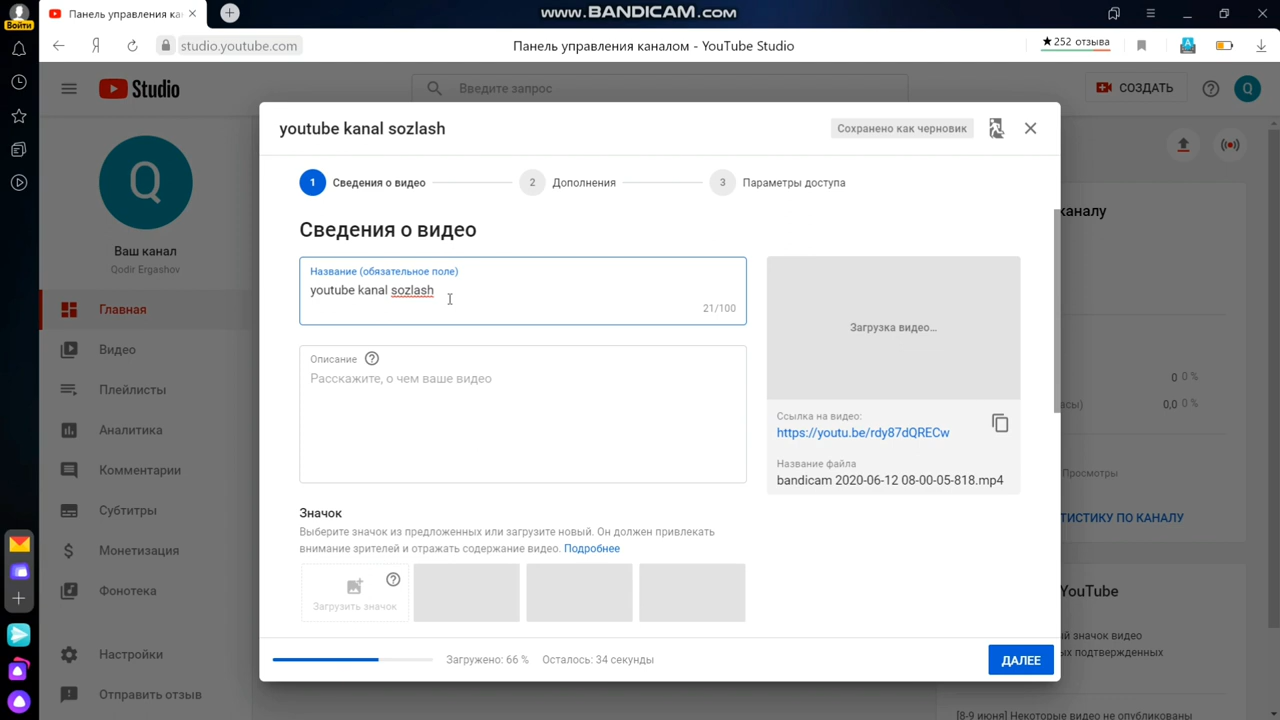 www.BANDICAM.com
Войти
Панель управления ка
studio.youtube.com
Панель управления каналом - YouTube Studio
★252 отзыва
Studio
Введите запрос
СОЗДАТЬ
Q
Q
Ваш канал
Qodir Ergashov
Главная
Видео
Плейлисты
Аналитика
Комментарии
Субтитры
Монетизация
Фонотека
Настройки
Отправить отзыв
youtube kanal sozlash
Сохранено как черновик
1 Сведения о видео
2 Дополнения
3 Параметры доступа
Сведения о видео
Название (обязательное поле)
youtube kanal sozlash
21/100
Описание
Расскажите, о чем ваше видео
Загрузка видео...
Ссылка на видео:
https://youtu.be/rdy87dQRECw
Название файла
bandicam 2020-06-12 08-00-05-818.mp4
Значок
Выберите значок из предложенных или загрузите новый. Он должен привлекать
внимание зрителей и отражать содержание видео. Подробнее
Загрузить значок
Загружено: 66 %
Осталось: 34 секунды
ДАЛЕЕ
каналу
0 0 %
сы) 0,0 %
Просмотры
ТИСТИКУ ПО КАНАЛУ
YouTube
ый значок видео
подтвержденных
[8-9 июня] Некоторые видео не опубликованы